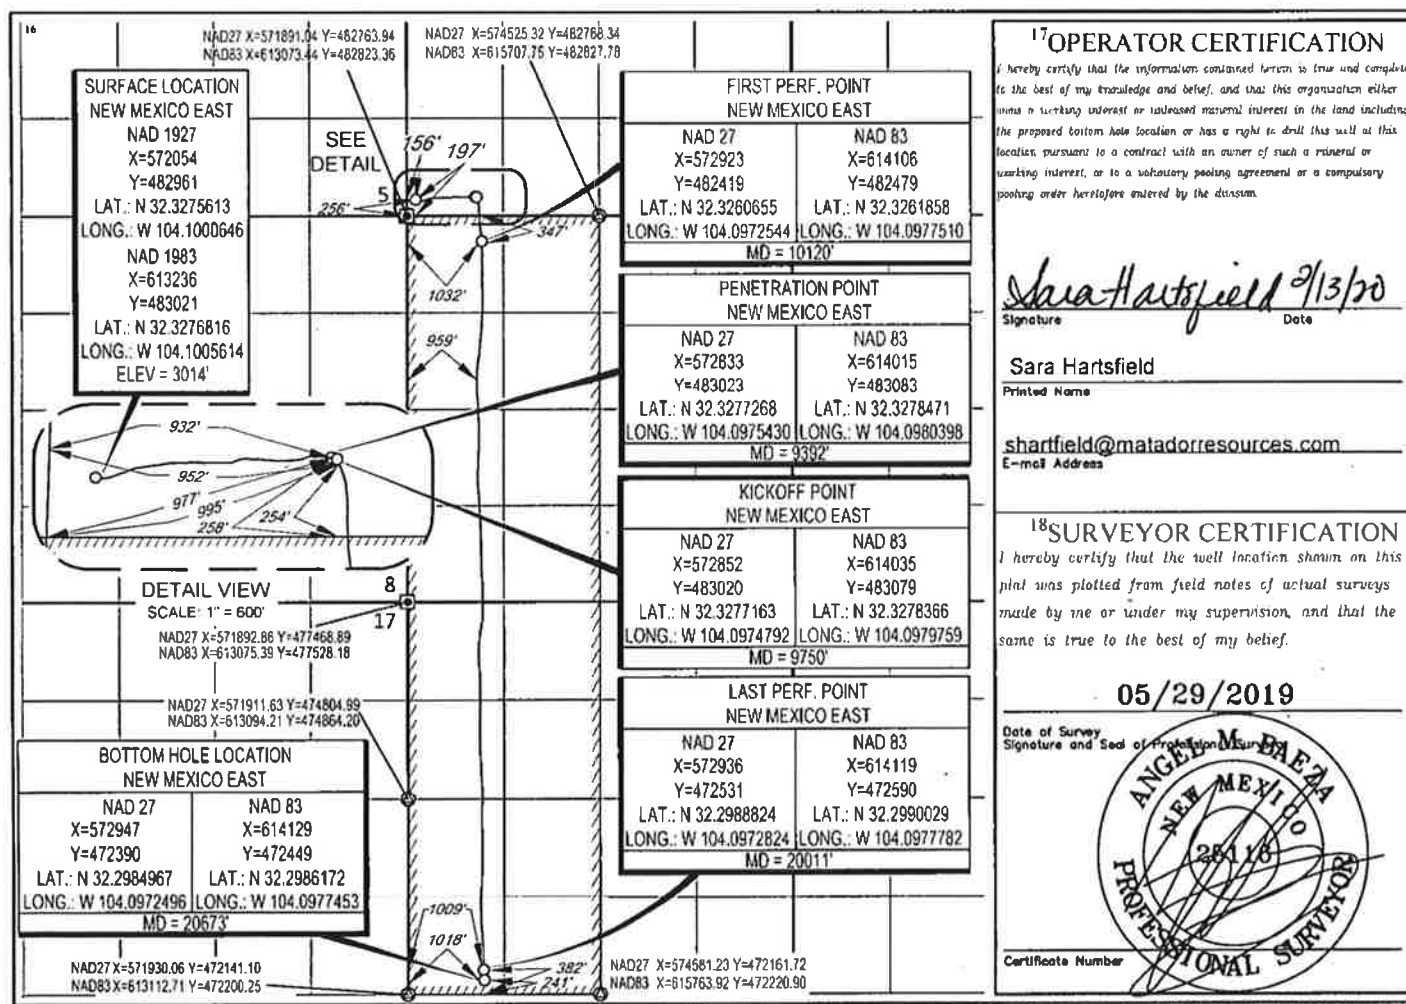 16
NAD27 X=571891.04 Y=482763.94
NAD83 X=613073.44 Y=482823.36
NAD27 X=574525.32 Y=482768.34
NAD83 X=615707.75 Y=482827.78
SURFACE LOCATION
NEW MEXICO EAST
NAD 1927
X=572054
Y=482961
LAT.: N 32.3275613
LONG.: W 104.1000646
NAD 1983
X=613236
Y=483021
LAT.: N 32.3276816
LONG.: W 104.1005614
ELEV = 3014'
SEE
DETAIL
156'
197'
5
256'
347'
1032'
959'
FIRST PERF. POINT
NEW MEXICO EAST
NAD 27 NAD 83
X=572923 X=614106
Y=482419 Y=482479
LAT.: N 32.3260655 LAT.: N 32.3261858
LONG.: W 104.0972544 LONG.: W 104.0977510
MD = 10120'
PENETRATION POINT
NEW MEXICO EAST
NAD 27 NAD 83
X=572833 X=614015
Y=483023 Y=483083
LAT.: N 32.3277268 LAT.: N 32.3278471
LONG.: W 104.0975430 LONG.: W 104.0980398
MD = 9392'
932'
952'
977'
995'
258'
254'
DETAIL VIEW
SCALE: 1" = 600'
8
17
KICKOFF POINT
NEW MEXICO EAST
NAD 27 NAD 83
X=572852 X=614035
Y=483020 Y=483079
LAT.: N 32.3277163 LAT.: N 32.3278366
LONG.: W 104.0974792 LONG.: W 104.0979759
MD = 9750'
NAD27 X=571892.86 Y=477468.89
NAD83 X=613075.39 Y=477528.18
NAD27 X=571911.63 Y=474804.99
NAD83 X=613094.21 Y=474864.20
LAST PERF. POINT
NEW MEXICO EAST
NAD 27 NAD 83
X=572936 X=614119
Y=472531 Y=472590
LAT.: N 32.2988824 LAT.: N 32.2990029
LONG.: W 104.0972824 LONG.: W 104.0977782
MD = 20011'
BOTTOM HOLE LOCATION
NEW MEXICO EAST
NAD 27 NAD 83
X=572947 X=614129
Y=472390 Y=472449
LAT.: N 32.2984967 LAT.: N 32.2986172
LONG.: W 104.0972496 LONG.: W 104.0977453
MD = 20673'
1009'
1018'
382'
241'
NAD27 X=571930.06 Y=472141.10
NAD83 X=613112.71 Y=472200.25
NAD27 X=574581.23 Y=472161.72
NAD83 X=615763.92 Y=472220.90
17OPERATOR CERTIFICATION
I hereby certify that the information contained herein is true and complete
to the best of my knowledge and belief, and that this organization either
owns a working interest or unleased mineral interest in the land including
the proposed bottom hole location or has a right to drill this well at this
location pursuant to a contract with an owner of such a mineral or
working interest, or to a voluntary pooling agreement or a compulsory
pooling order heretofore entered by the division.
Sara Hartsfield 2/13/20
Signature Date
Sara Hartsfield
Printed Name
shartfield@matadorresources.com
E-mail Address
18SURVEYOR CERTIFICATION
I hereby certify that the well location shown on this
plat was plotted from field notes of actual surveys
made by me or under my supervision, and that the
same is true to the best of my belief.
05/29/2019
Date of Survey
Signature and Seal of Professional Surveyor
ANGEL M. BAEZA
NEW MEXICO
25116
PROFESSIONAL SURVEYOR
Certificate Number